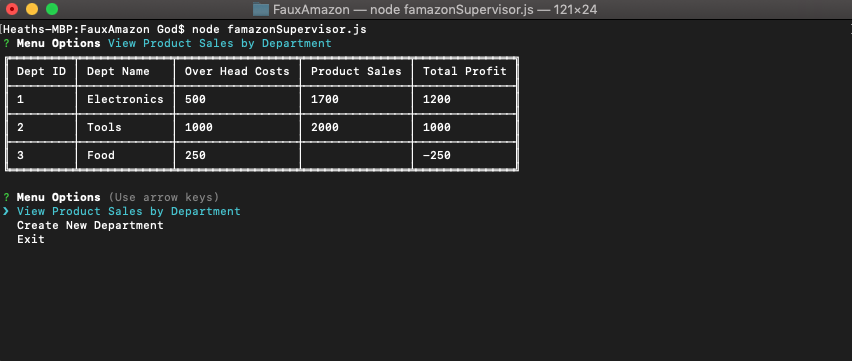 FauxAmazon — node famazonSupervisor.js — 121×24
[Heaths-MBP:FauxAmazon God$ node famazonSupervisor.js
? Menu Options View Product Sales by Department
Dept ID Dept Name Over Head Costs Product Sales Total Profit
1 Electronics 500 1700 1200
2 Tools 1000 2000 1000
3 Food 250 -250
? Menu Options (Use arrow keys)
❯ View Product Sales by Department
Create New Department
Exit